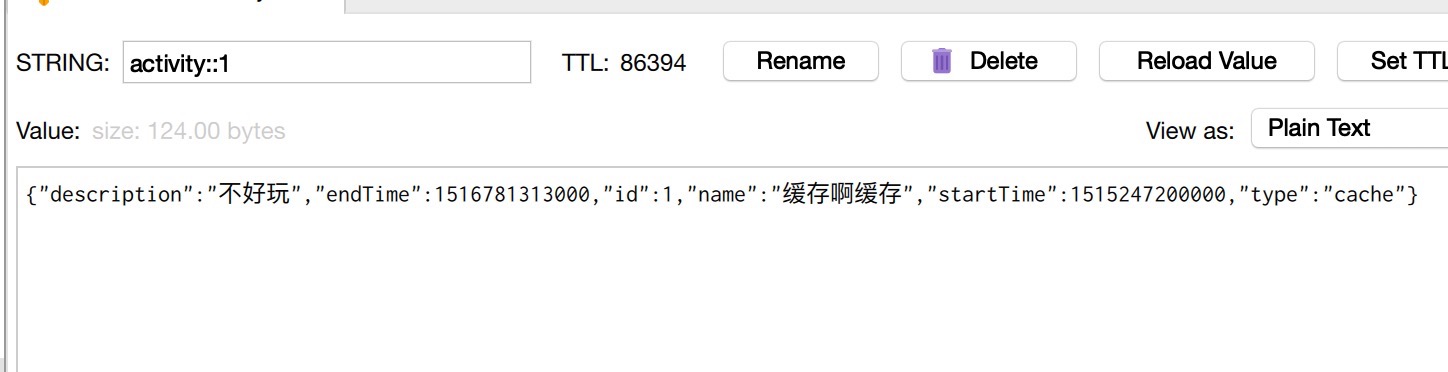 STRING: activity::1 TTL: 86394 Rename Delete Reload Value Set TTL
Value: size: 124.00 bytes View as: Plain Text
{"description":"不好玩","endTime":1516781313000,"id":1,"name":"缓存啊缓存","startTime":1515247200000,"type":"cache"}